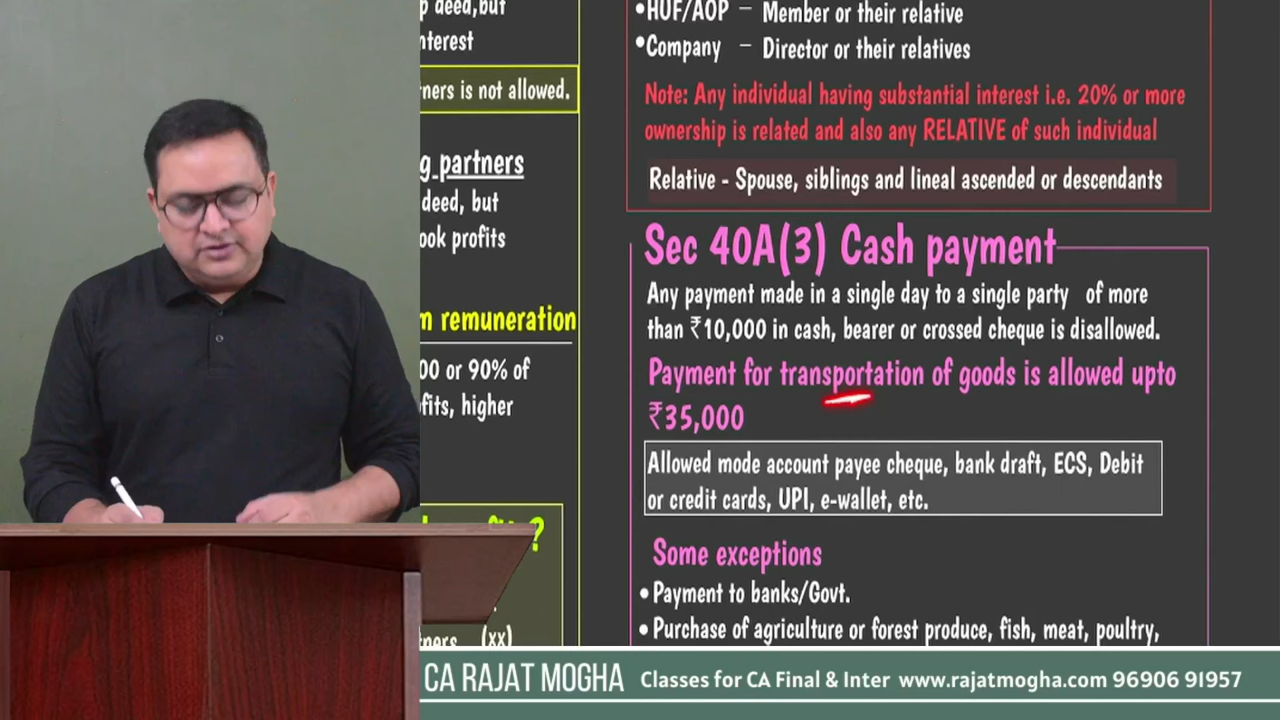 p deed,but
nterest
tners is not allowed.
g partners
deed, but
ook profits
m remuneration
00 or 90% of
fits, higher
?
tners (xx)
•HUF/AOP – Member or their relative
•Company – Director or their relatives
Note: Any individual having substantial interest i.e. 20% or more
ownership is related and also any RELATIVE of such individual
Relative - Spouse, siblings and lineal ascended or descendants
Sec 40A(3) Cash payment
Any payment made in a single day to a single party of more
than ₹10,000 in cash, bearer or crossed cheque is disallowed.
Payment for transportation of goods is allowed upto
₹35,000
Allowed mode account payee cheque, bank draft, ECS, Debit
or credit cards, UPI, e-wallet, etc.
Some exceptions
•Payment to banks/Govt.
•Purchase of agriculture or forest produce, fish, meat, poultry,
CA RAJAT MOGHA Classes for CA Final & Inter www.rajatmogha.com 96906 91957